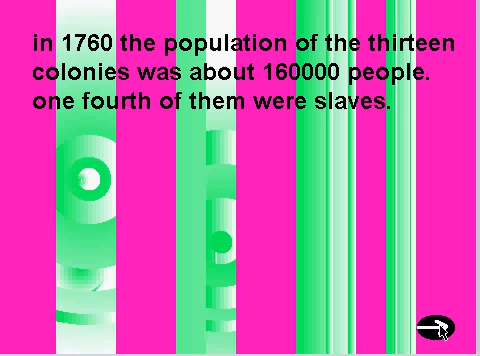 in 1760 the population of the thirteen
colonies was about 160000 people.
one fourth of them were slaves.